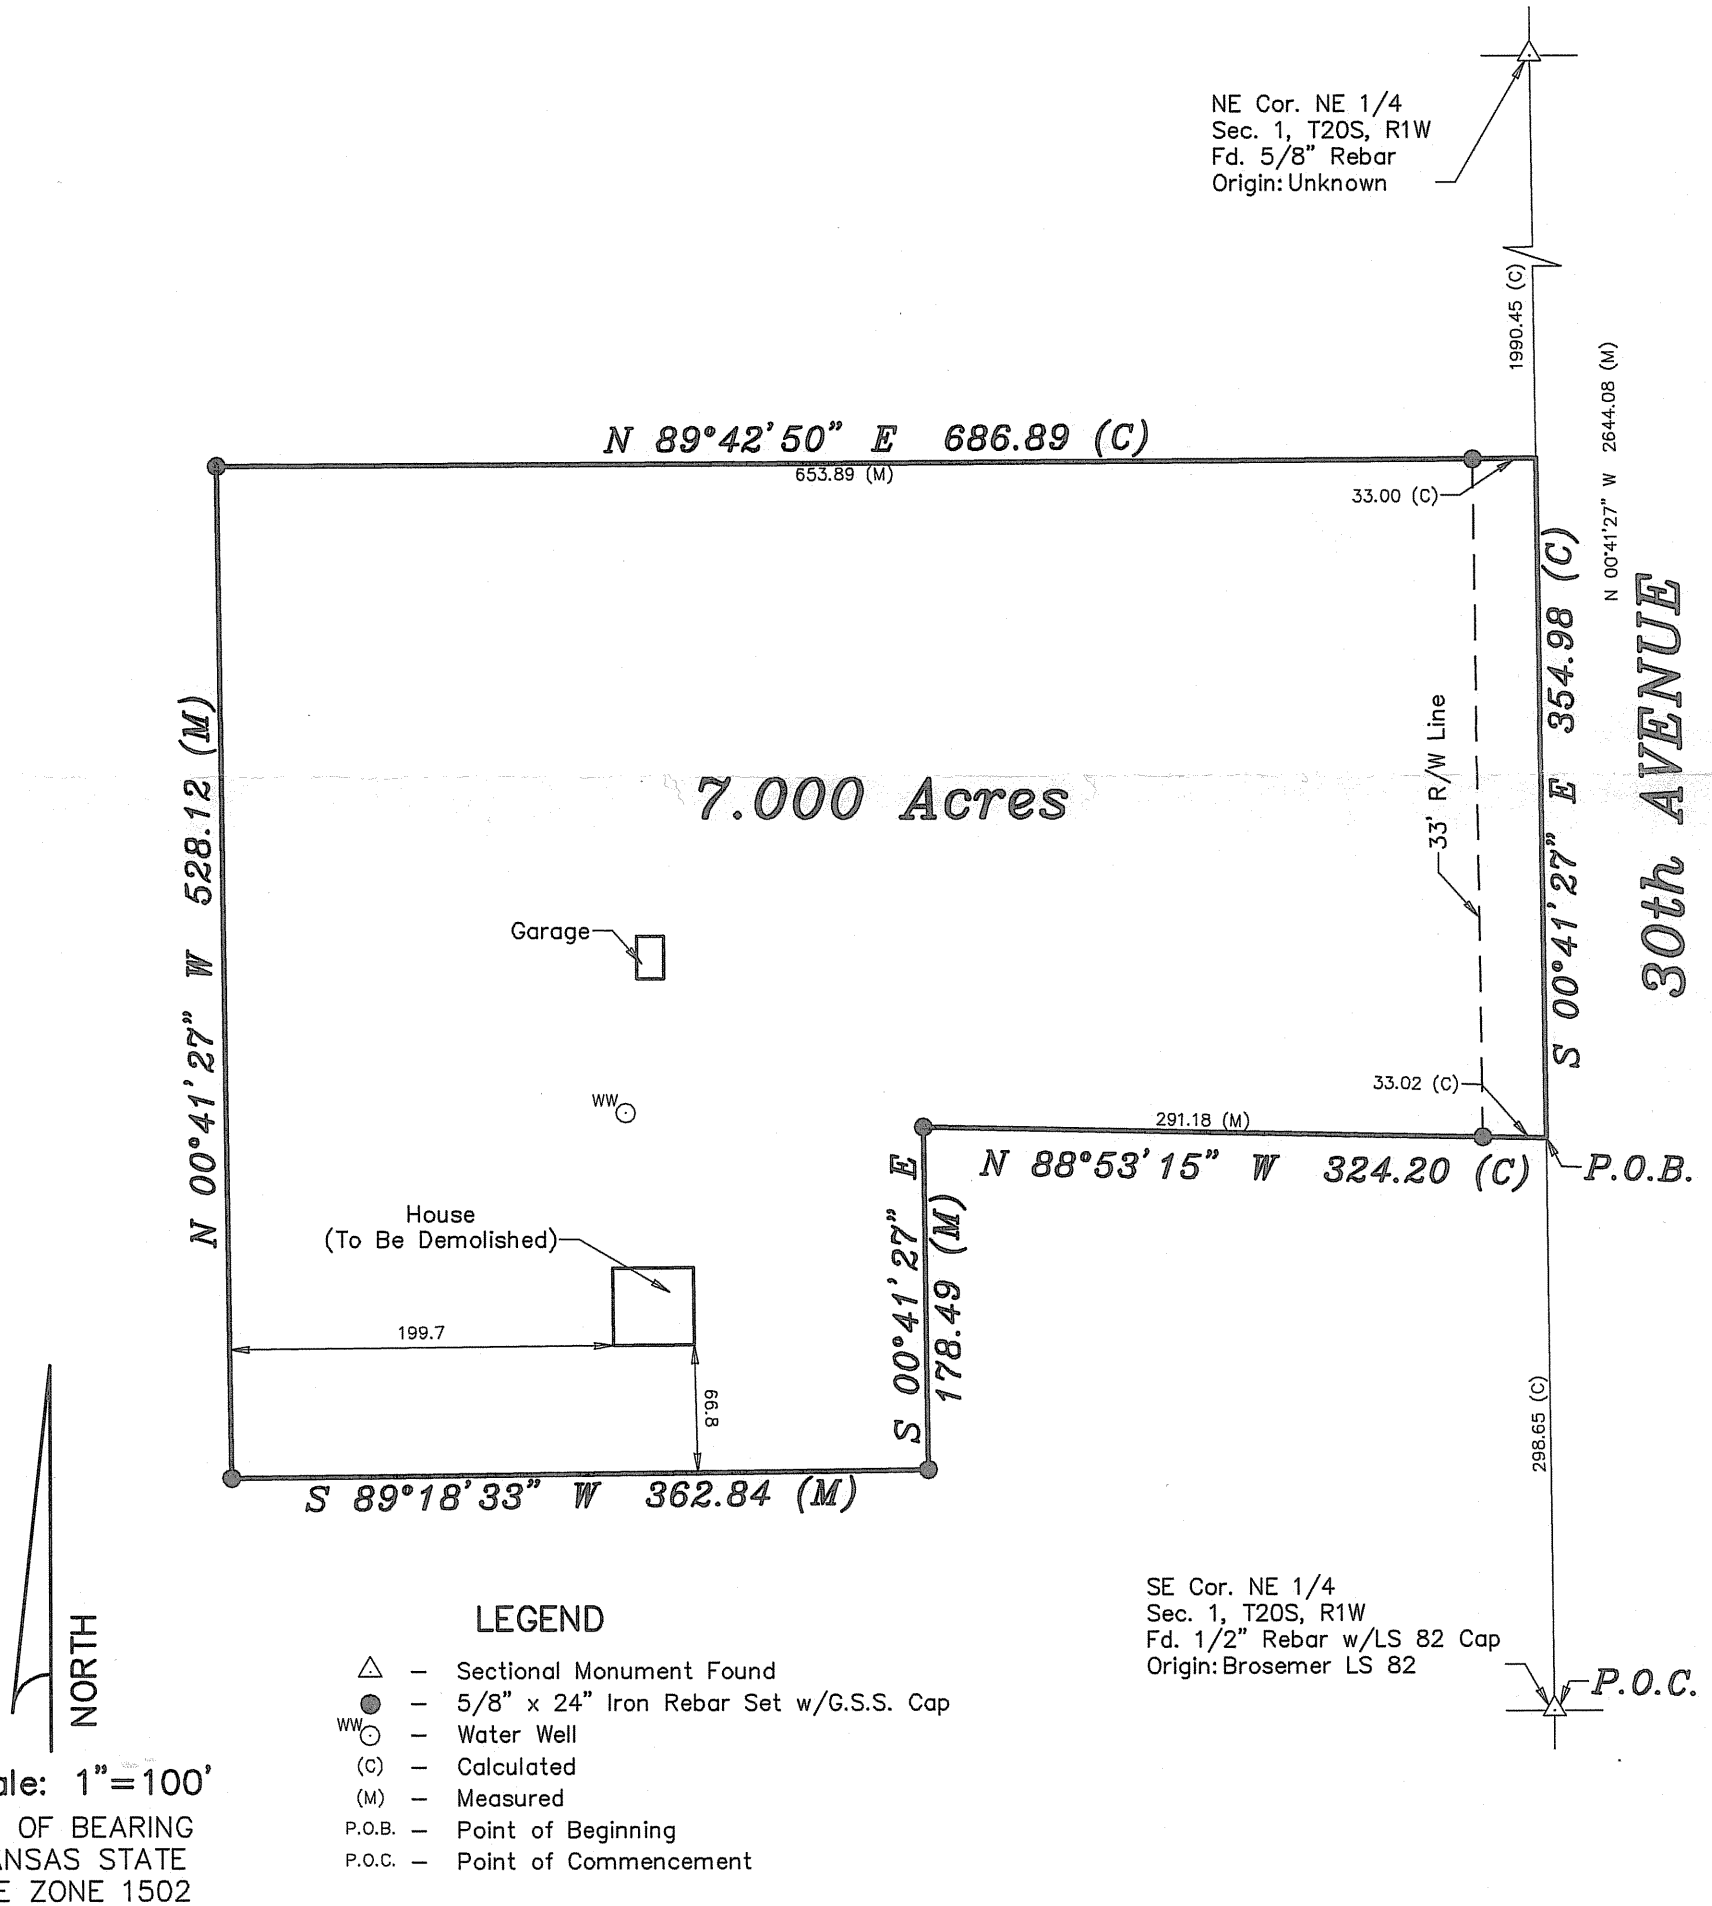 NE Cor. NE 1/4
Sec. 1, T20S, R1W
Fd. 5/8" Rebar
Origin: Unknown
1990.45 (C)
N 00°41'27" W 2644.08 (M)
N 89°42'50" E 686.89 (C)
653.89 (M)
33.00 (C)
S 00°41'27" E 354.98 (C)
30th AVENUE
33' R/W Line
N 00°41'27" W 528.12 (M)
7.000 Acres
Garage
WW
33.02 (C)
291.18 (M)
N 88°53'15" W 324.20 (C)
P.O.B.
S 00°41'27" E
178.49 (M)
House
(To Be Demolished)
199.7
66.8
S 89°18'33" W 362.84 (M)
298.65 (C)
SE Cor. NE 1/4
Sec. 1, T20S, R1W
Fd. 1/2" Rebar w/LS 82 Cap
Origin: Brosemer LS 82
P.O.C.
NORTH
ale: 1"=100'
OF BEARING
ANSAS STATE
E ZONE 1502
LEGEND
– Sectional Monument Found
– 5/8" x 24" Iron Rebar Set w/G.S.S. Cap
WW – Water Well
(C) – Calculated
(M) – Measured
P.O.B. – Point of Beginning
P.O.C. – Point of Commencement